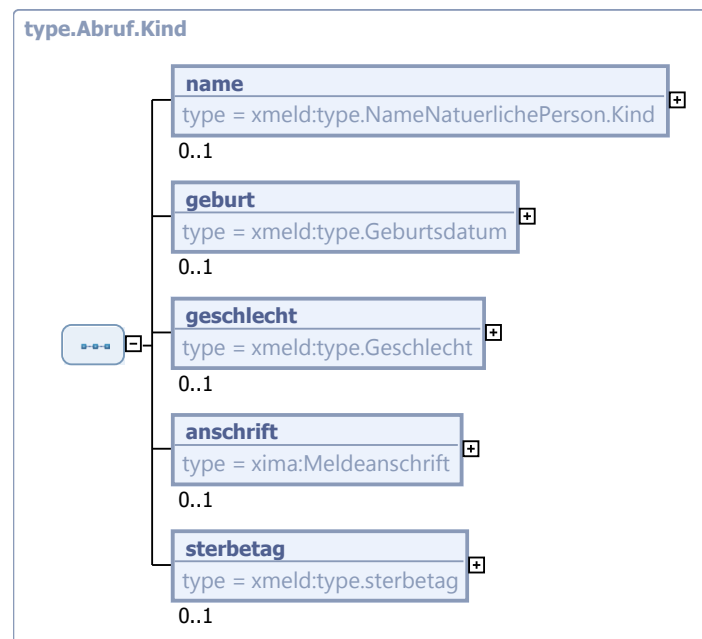 type.Abruf.Kind
name
type = xmeld:type.NameNatuerlichePerson.Kind
0..1
geburt
type = xmeld:type.Geburtsdatum
0..1
geschlecht
type = xmeld:type.Geschlecht
0..1
anschrift
type = xima:Meldeanschrift
0..1
sterbetag
type = xmeld:type.sterbetag
0..1